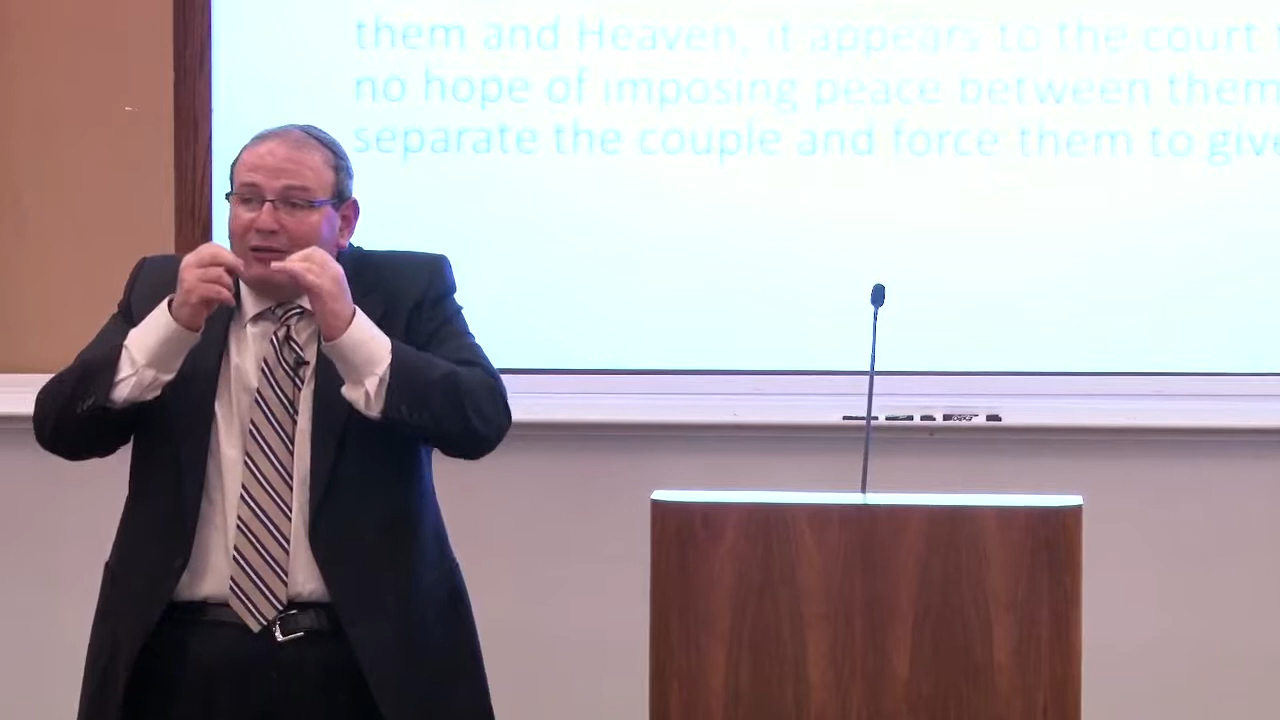 them and Heaven, it appears to the court
no hope of imposing peace between them
separate the couple and force them to give